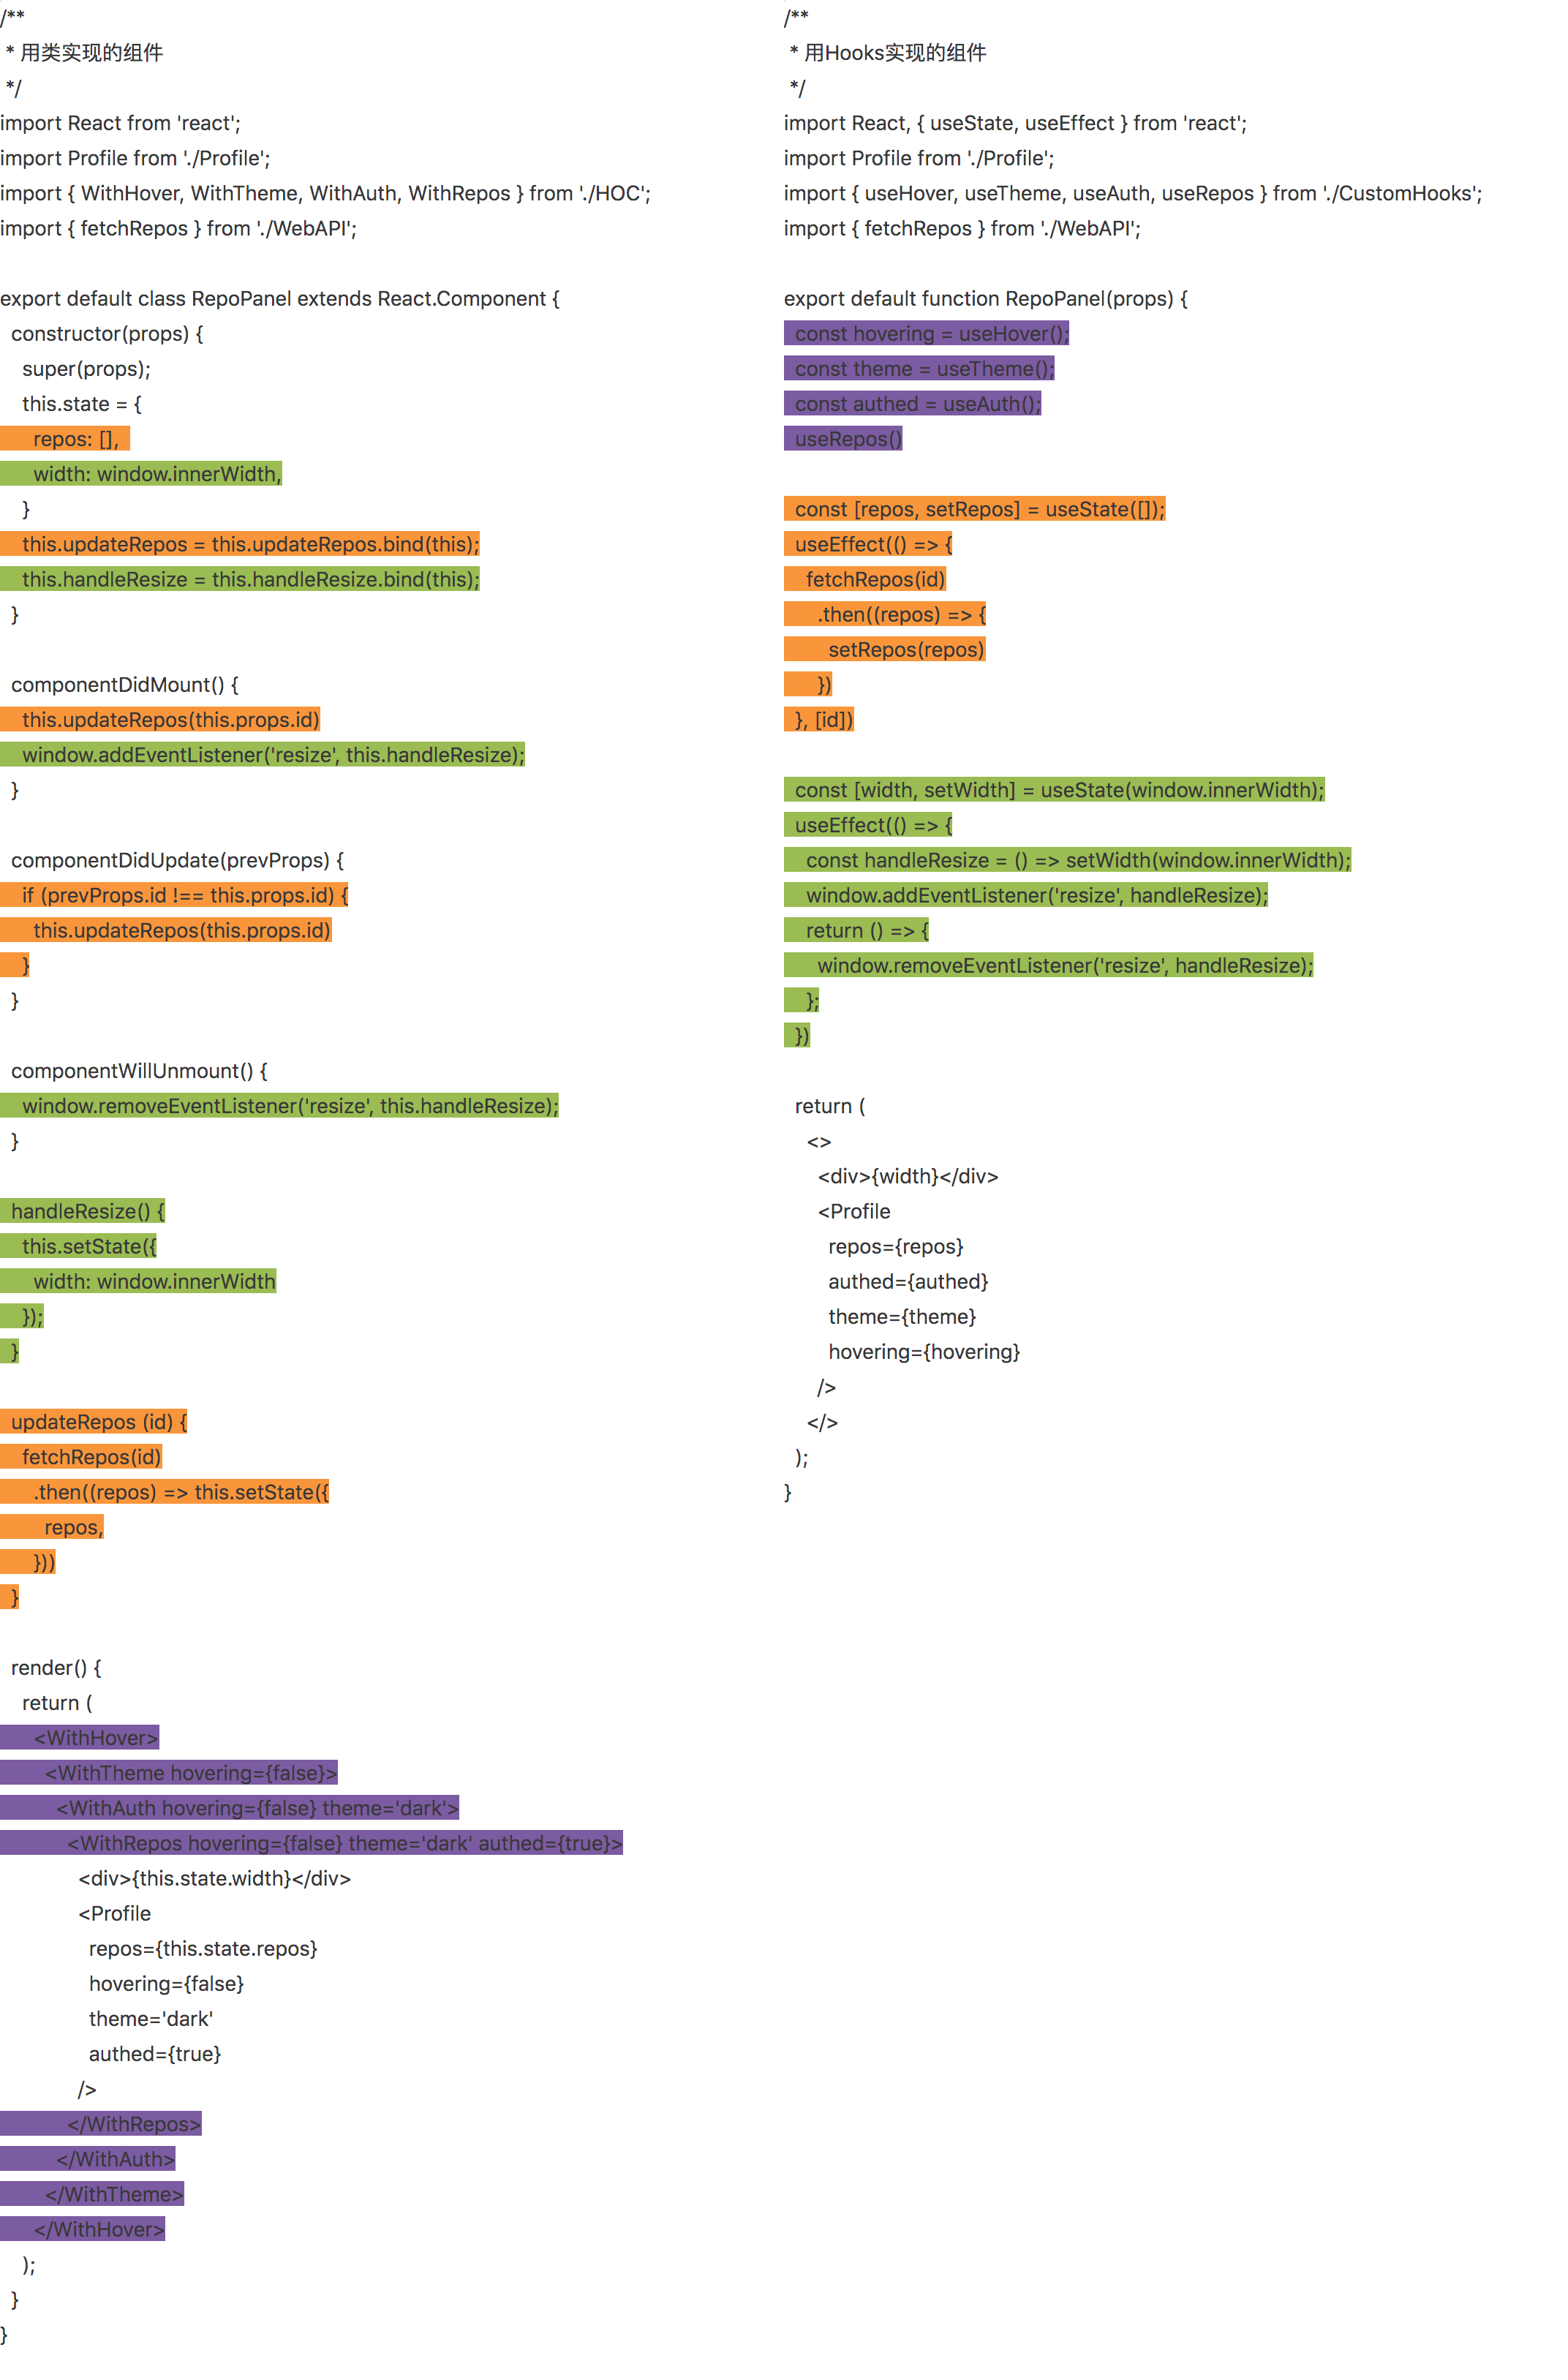 /**
 * 用类实现的组件
 */
import React from 'react';
import Profile from './Profile';
import { WithHover, WithTheme, WithAuth, WithRepos } from './HOC';
import { fetchRepos } from './WebAPI';

export default class RepoPanel extends React.Component {
  constructor(props) {
    super(props);
    this.state = {
      repos: [],
      width: window.innerWidth,
    }
    this.updateRepos = this.updateRepos.bind(this);
    this.handleResize = this.handleResize.bind(this);
  }

  componentDidMount() {
    this.updateRepos(this.props.id)
    window.addEventListener('resize', this.handleResize);
  }

  componentDidUpdate(prevProps) {
    if (prevProps.id !== this.props.id) {
      this.updateRepos(this.props.id)
    }
  }

  componentWillUnmount() {
    window.removeEventListener('resize', this.handleResize);
  }

  handleResize() {
    this.setState({
      width: window.innerWidth
    });
  }

  updateRepos (id) {
    fetchRepos(id)
      .then((repos) => this.setState({
        repos,
      }))
  }

  render() {
    return (
      <WithHover>
        <WithTheme hovering={false}>
          <WithAuth hovering={false} theme='dark'>
            <WithRepos hovering={false} theme='dark' authed={true}>
              <div>{this.state.width}</div>
              <Profile
                repos={this.state.repos}
                hovering={false}
                theme='dark'
                authed={true}
              />
            </WithRepos>
          </WithAuth>
        </WithTheme>
      </WithHover>
    );
  }
}
/**
 * 用Hooks实现的组件
 */
import React, { useState, useEffect } from 'react';
import Profile from './Profile';
import { useHover, useTheme, useAuth, useRepos } from './CustomHooks';
import { fetchRepos } from './WebAPI';

export default function RepoPanel(props) {
  const hovering = useHover();
  const theme = useTheme();
  const authed = useAuth();
  useRepos()

  const [repos, setRepos] = useState([]);
  useEffect(() => {
    fetchRepos(id)
      .then((repos) => {
        setRepos(repos)
      })
  }, [id])

  const [width, setWidth] = useState(window.innerWidth);
  useEffect(() => {
    const handleResize = () => setWidth(window.innerWidth);
    window.addEventListener('resize', handleResize);
    return () => {
      window.removeEventListener('resize', handleResize);
    };
  })

  return (
    <>
      <div>{width}</div>
      <Profile
        repos={repos}
        authed={authed}
        theme={theme}
        hovering={hovering}
      />
    </>
  );
}